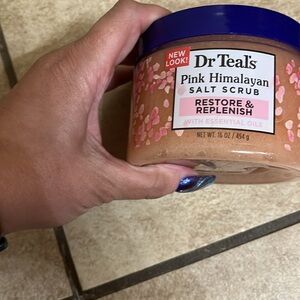 NEW
LOOK!
Dr Teal's
Pink Himalayan
SALT SCRUB
RESTORE &
REPLENISH
WITH ESSENTIAL OILS
NET WT. 16 OZ / 454 g